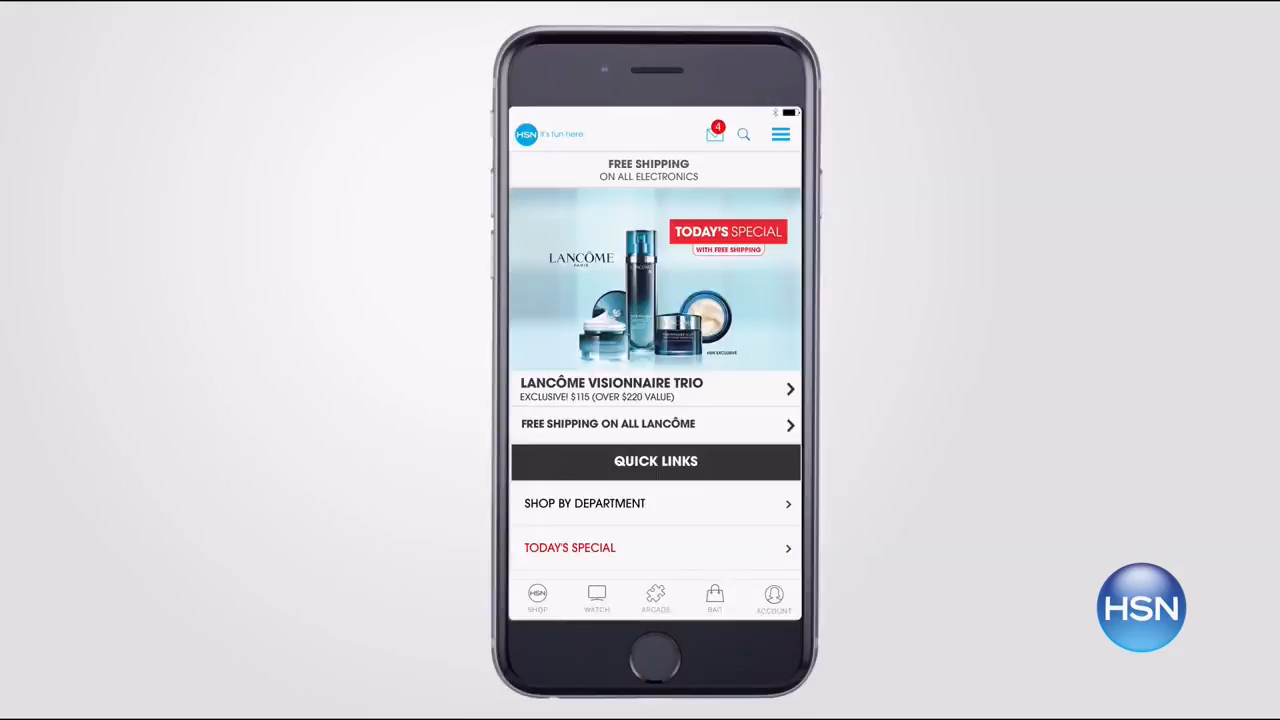 4
HSN it's fun here.
FREE SHIPPING
ON ALL ELECTRONICS
TODAY'S SPECIAL
WITH FREE SHIPPING
LANCÔME
PARIS
HSN EXCLUSIVE
LANCÔME VISIONNAIRE TRIO
EXCLUSIVE! $115 (OVER $220 VALUE)
FREE SHIPPING ON ALL LANCÔME
QUICK LINKS
SHOP BY DEPARTMENT
TODAY'S SPECIAL
HSN
SHOP
WATCH
ARCADE
BAG
ACCOUNT
HSN